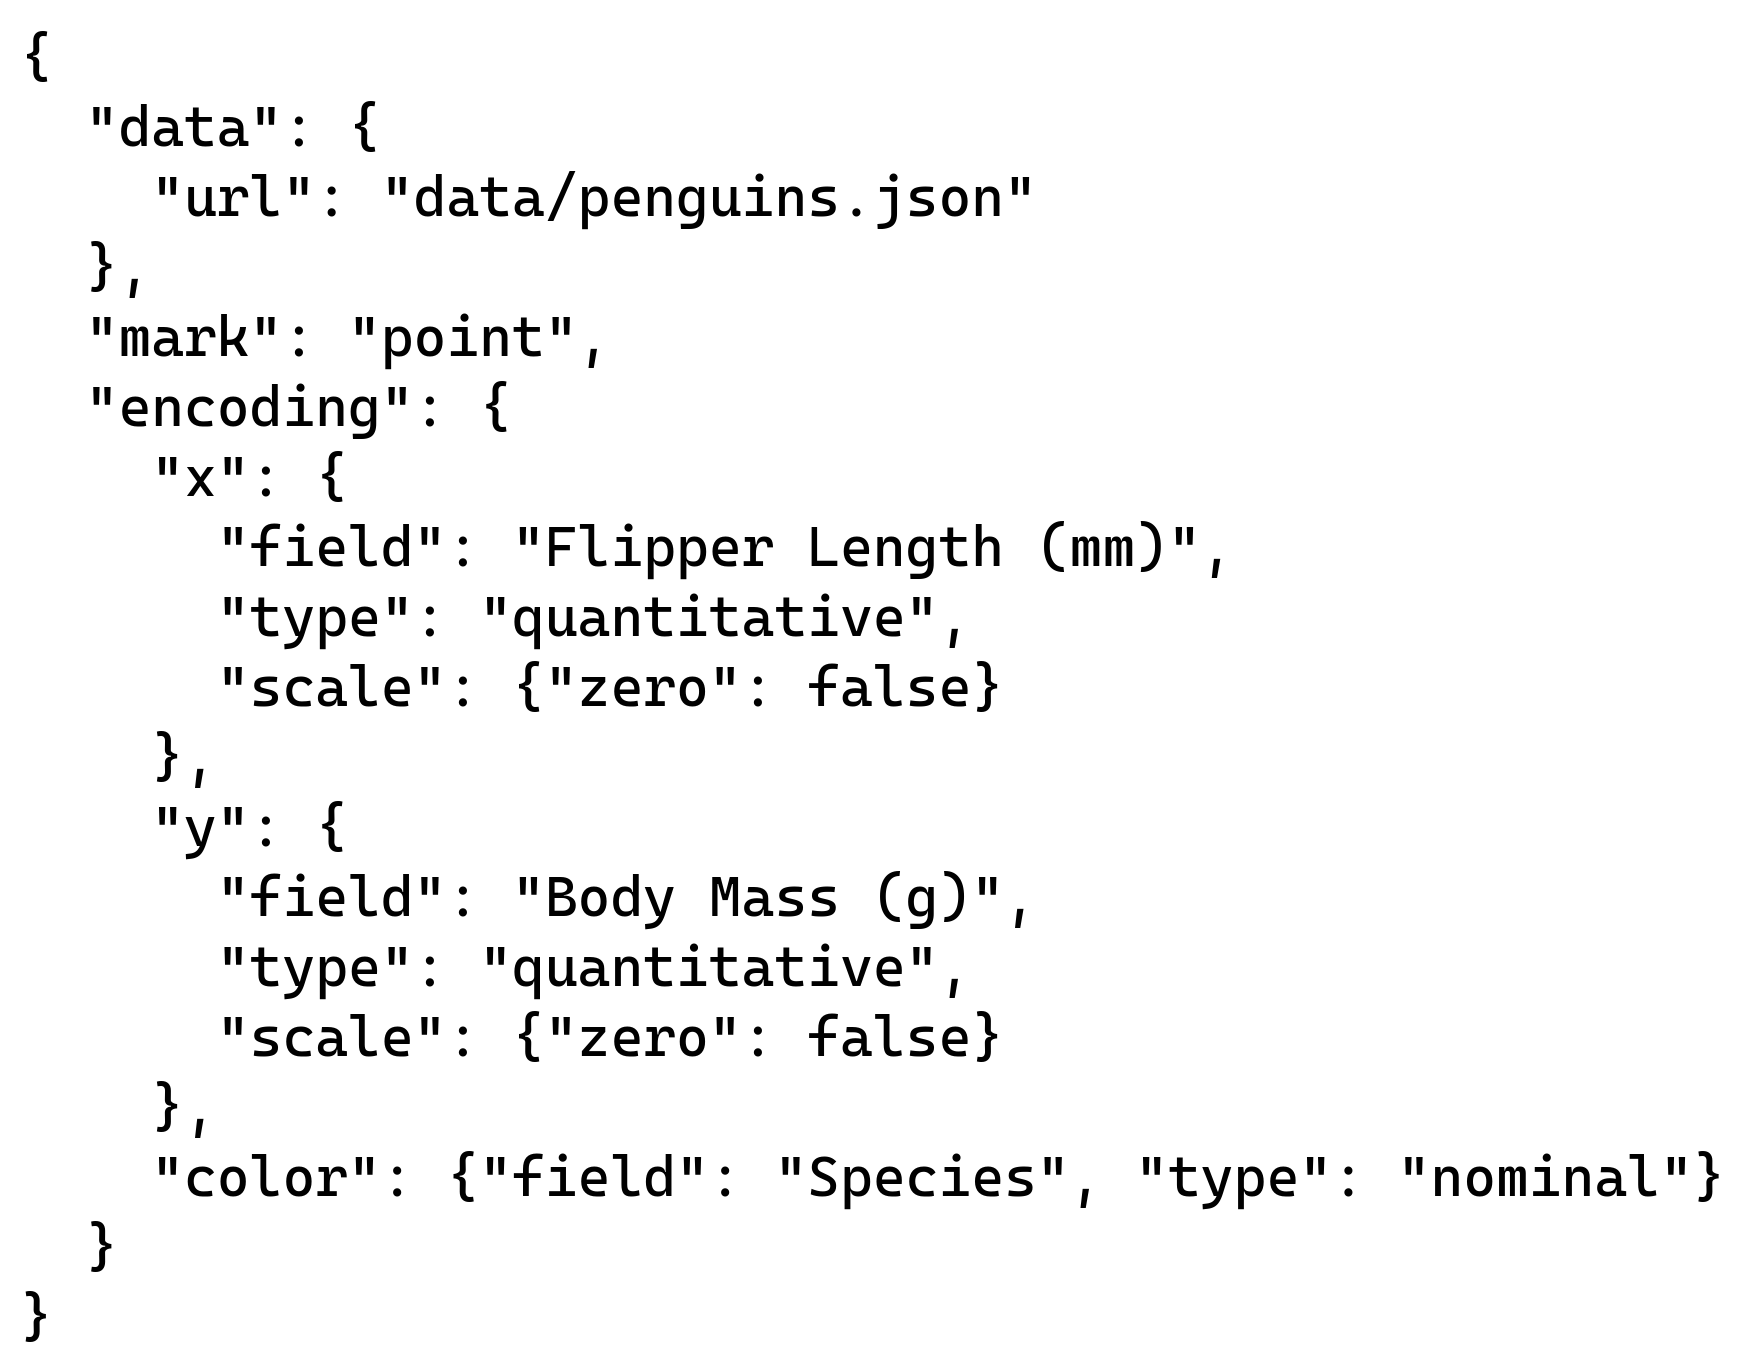 {
  "data": {
    "url": "data/penguins.json"
  },
  "mark": "point",
  "encoding": {
    "x": {
      "field": "Flipper Length (mm)",
      "type": "quantitative",
      "scale": {"zero": false}
    },
    "y": {
      "field": "Body Mass (g)",
      "type": "quantitative",
      "scale": {"zero": false}
    },
    "color": {"field": "Species", "type": "nominal"}
  }
}